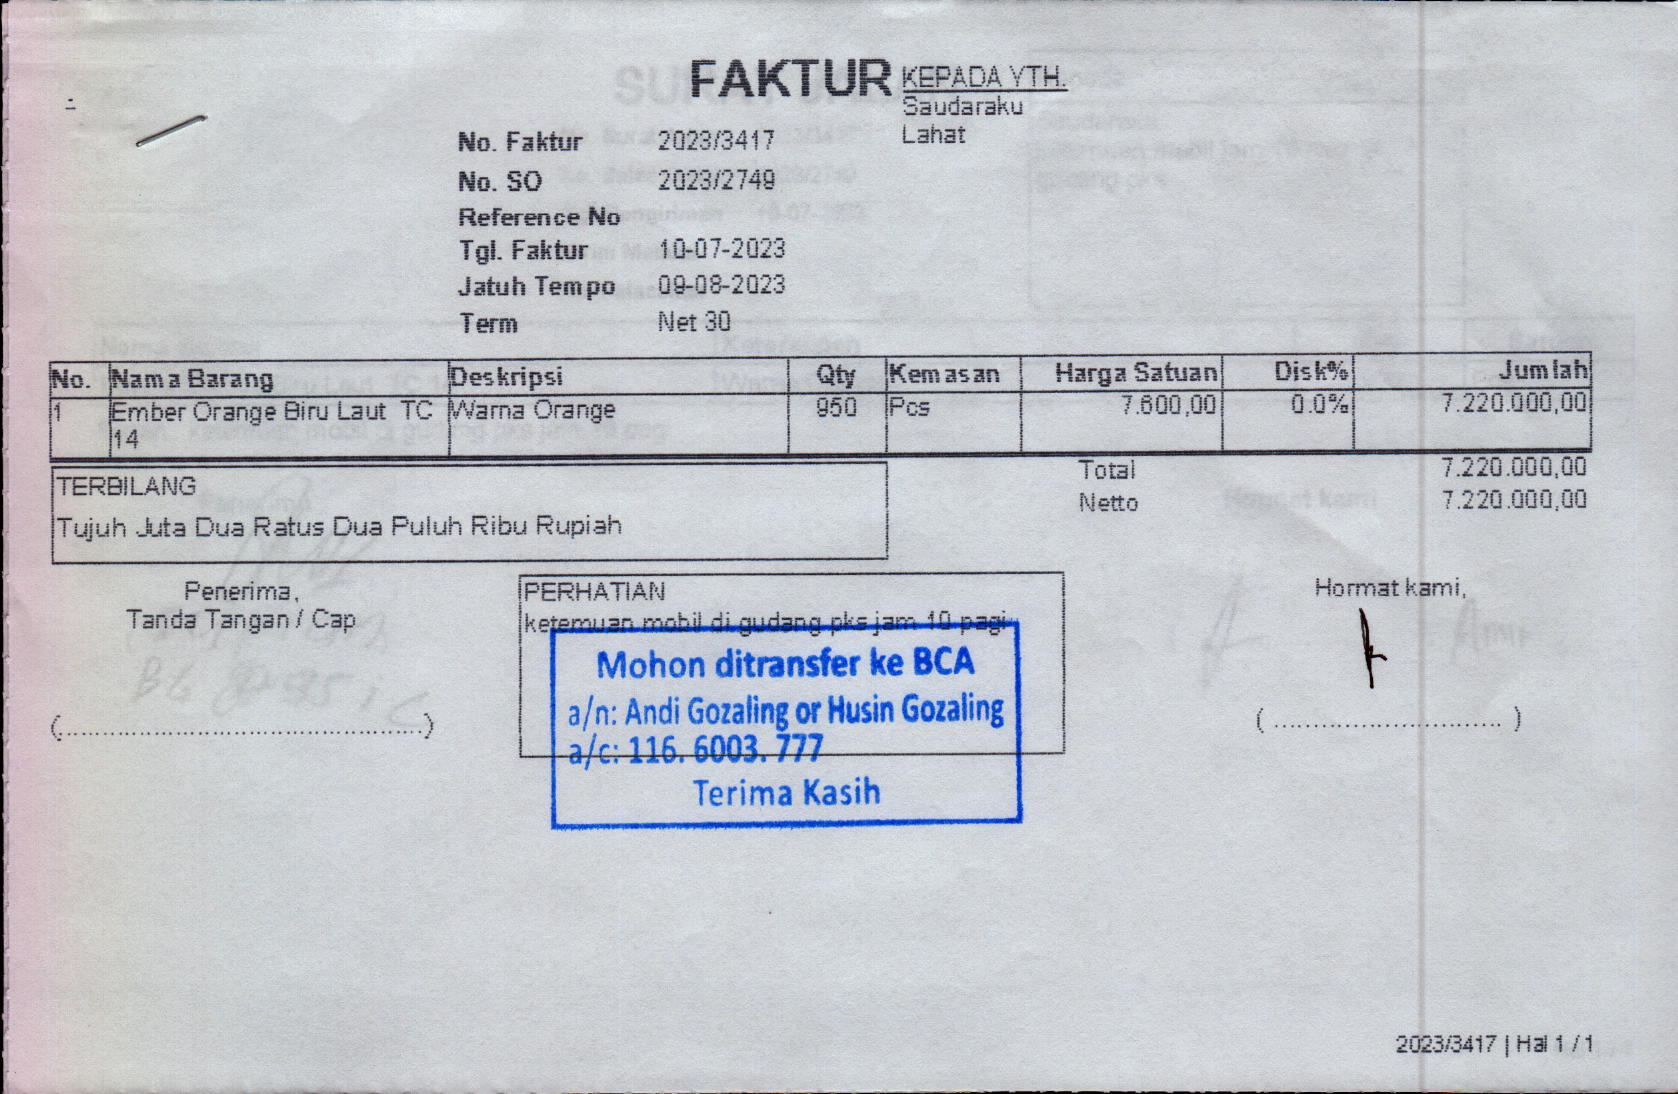 FAKTUR
KEPADA YTH.
Saudaraku
Lahat
No. Faktur 2023/3417
No. SO 2023/2749
Reference No
Tgl. Faktur 10-07-2023
Jatuh Tempo 09-08-2023
Term Net 30
No. Nama Barang Deskripsi Qty Kemasan Harga Satuan Disk% Jumlah
1 Ember Orange Biru Laut TC Warna Orange 950 Pcs 7.600,00 0.0% 7.220.000,00
14
Total 7.220.000,00
TERBILANG
Netto 7.220.000,00
Tujuh Juta Dua Ratus Dua Puluh Ribu Rupiah
Penerima,
Tanda Tangan / Cap
(............................................)
PERHATIAN
ketemuan mobil di gudang pks jam 10 pagi
Mohon ditransfer ke BCA
a/n: Andi Gozaling or Husin Gozaling
a/c: 116. 6003. 777
Terima Kasih
Hormat kami,
( ............................ )
2023/3417 | Hal 1 / 1